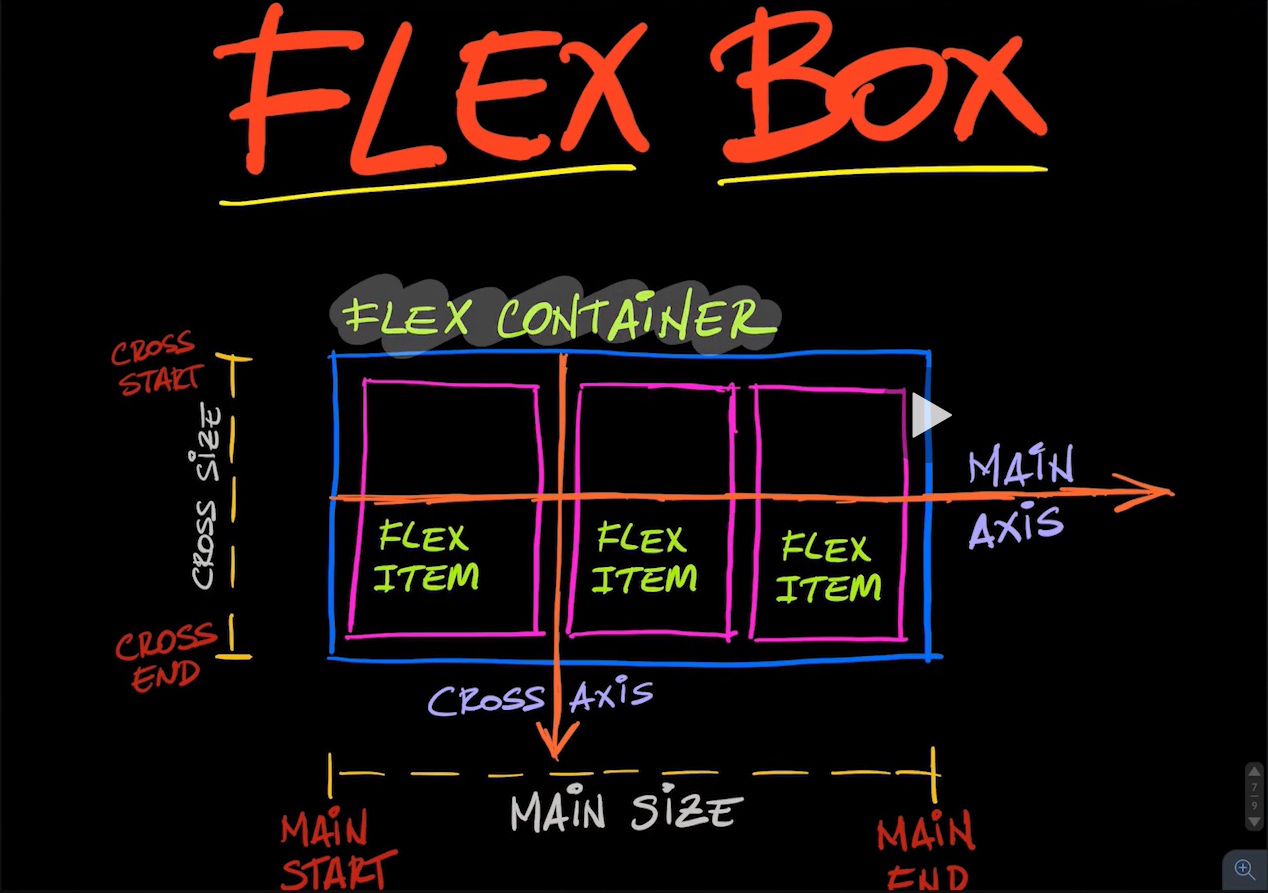 FLEX BOX
FLEX CONTAINER
CROSS
START
CROSS SIZE
CROSS
END
MAIN
AXIS
FLEX
ITEM
FLEX
ITEM
FLEX
ITEM
CROSS AXIS
MAIN SIZE
MAIN
START
MAIN
END
7
9